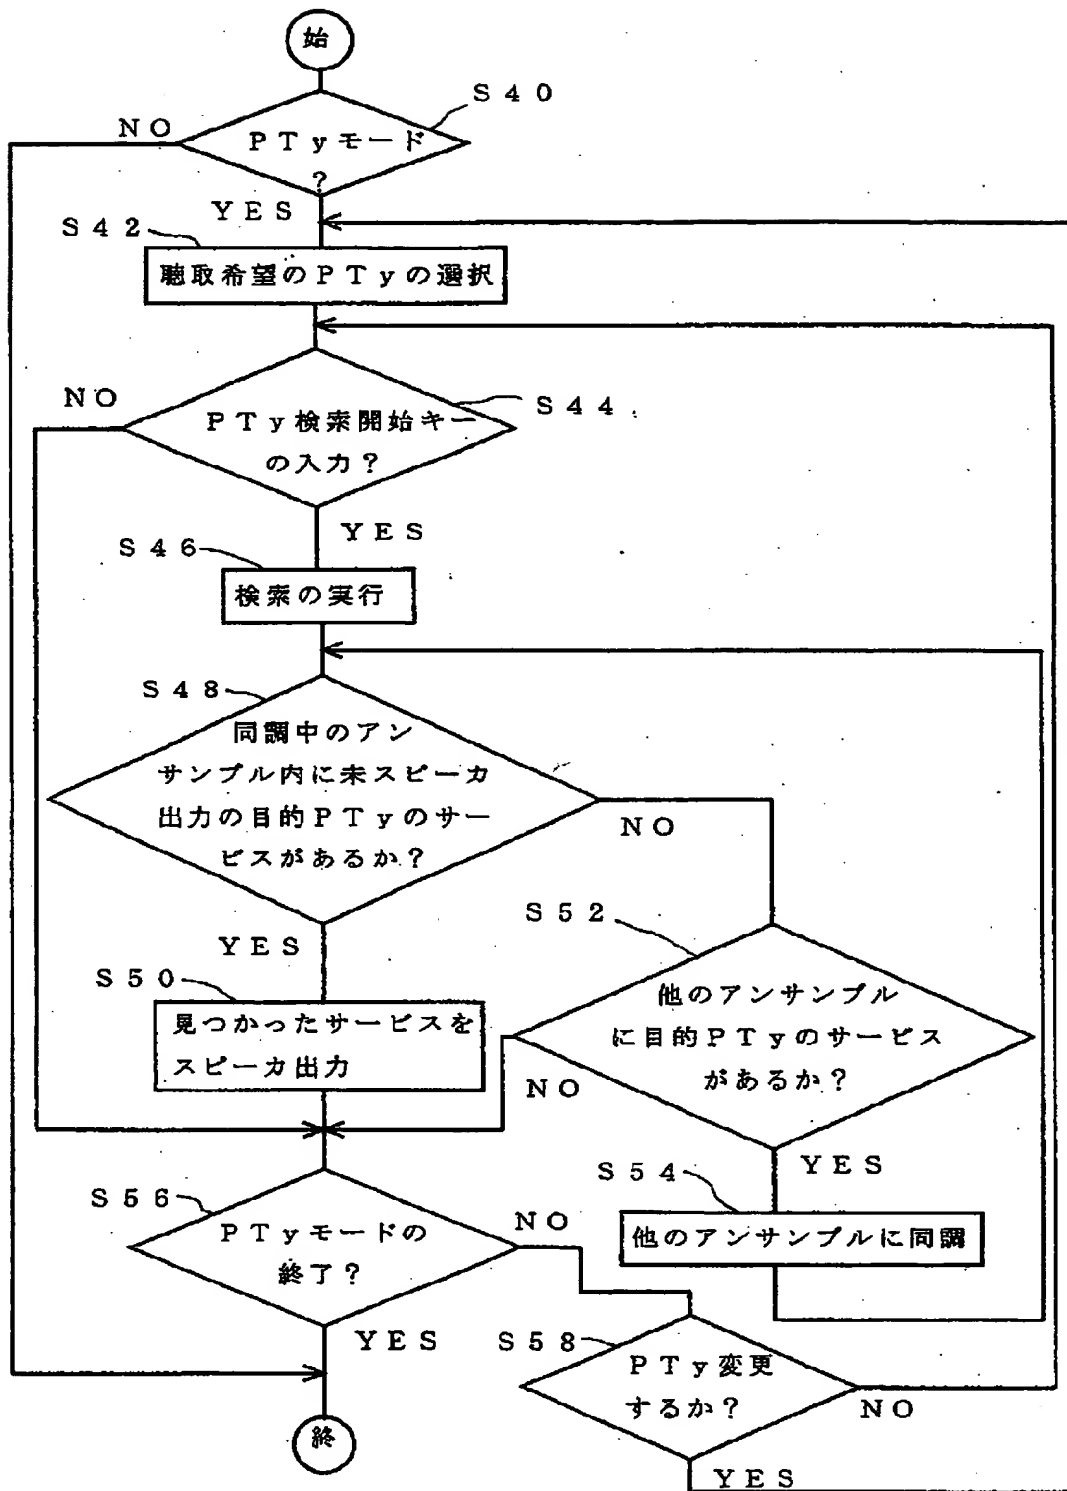 始
S40
NO
PTyモード
?
YES
S42
聴取希望のPTyの選択
NO
S44
PTy検索開始キー
の入力?
YES
S46
検索の実行
S48
同調中のアン
サンブル内に未スピーカ
出力の目的PTyのサー
ビスがあるか?
NO
YES
S52
S50
見つかったサービスを
スピーカ出力
他のアンサンブル
に目的PTyのサービス
があるか?
NO
YES
S54
S56
PTyモードの
終了?
NO
他のアンサンブルに同調
YES
S58
PTy変更
するか?
NO
終
YES